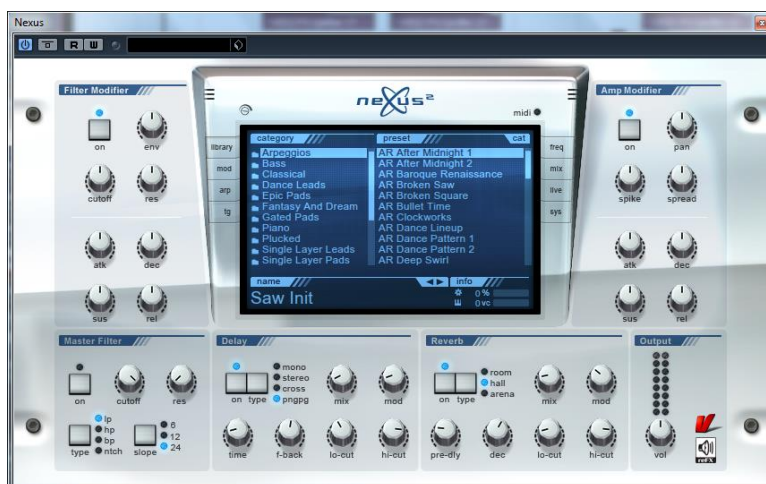 Nexus
R W
neXus²
midi
Filter Modifier
on env
cutoff res
atk dec
sus rel
library
mod
arp
tg
category
Arpeggios
Bass
Classical
Dance Leads
Epic Pads
Fantasy And Dream
Gated Pads
Piano
Plucked
Single Layer Leads
Single Layer Pads
preset cat
AR After Midnight 1
AR After Midnight 2
AR Baroque Renaissance
AR Broken Saw
AR Broken Square
AR Bullet Time
AR Clockworks
AR Dance Lineup
AR Dance Pattern 1
AR Dance Pattern 2
AR Deep Swirl
name info
Saw Init
0 %
0 vc
freq
mix
live
sys
Amp Modifier
on pan
spike spread
atk dec
sus rel
Master Filter
on cutoff res
lp
hp
bp
ntch
type slope
6
12
24
Delay
mono
stereo
cross
pngpg
on type mix mod
time f-back lo-cut hi-cut
Reverb
room
hall
arena
on type mix mod
pre-dly dec lo-cut hi-cut
Output
vol
reFX